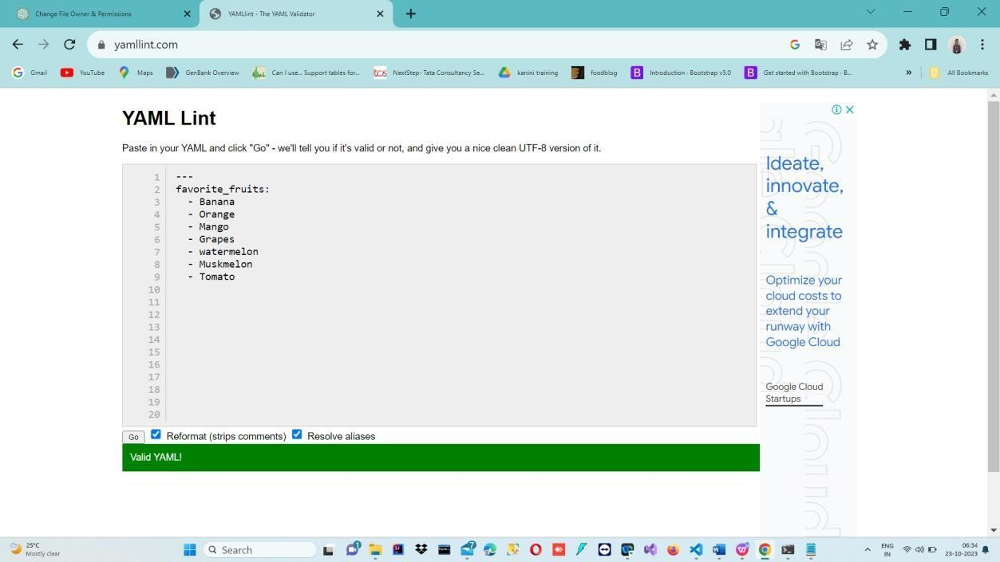 Change File Owner & Permissions
YAMLlint - The YAML Validator
yamllint.com
Gmail
YouTube
Maps
GenBank Overview
Can I use... Support tables for...
NextStep- Tata Consultancy Se...
kanini training
foodblog
B
Introduction · Bootstrap v5.0
B
Get started with Bootstrap · B...
»
All Bookmarks
YAML Lint
Paste in your YAML and click "Go" - we'll tell you if it's valid or not, and give you a nice clean UTF-8 version of it.
1 ---
2 favorite_fruits:
3 - Banana
4 - Orange
5 - Mango
6 - Grapes
7 - watermelon
8 - Muskmelon
9 - Tomato
10
11
12
13
14
15
16
17
18
19
20
Go Reformat (strips comments) Resolve aliases
Valid YAML!
Ideate,
innovate,
&
integrate
Optimize your
cloud costs to
extend your
runway with
Google Cloud
Google Cloud
Startups
25°C
Mostly clear
Search
1
7
ENG
IN
06:34
23-10-2023